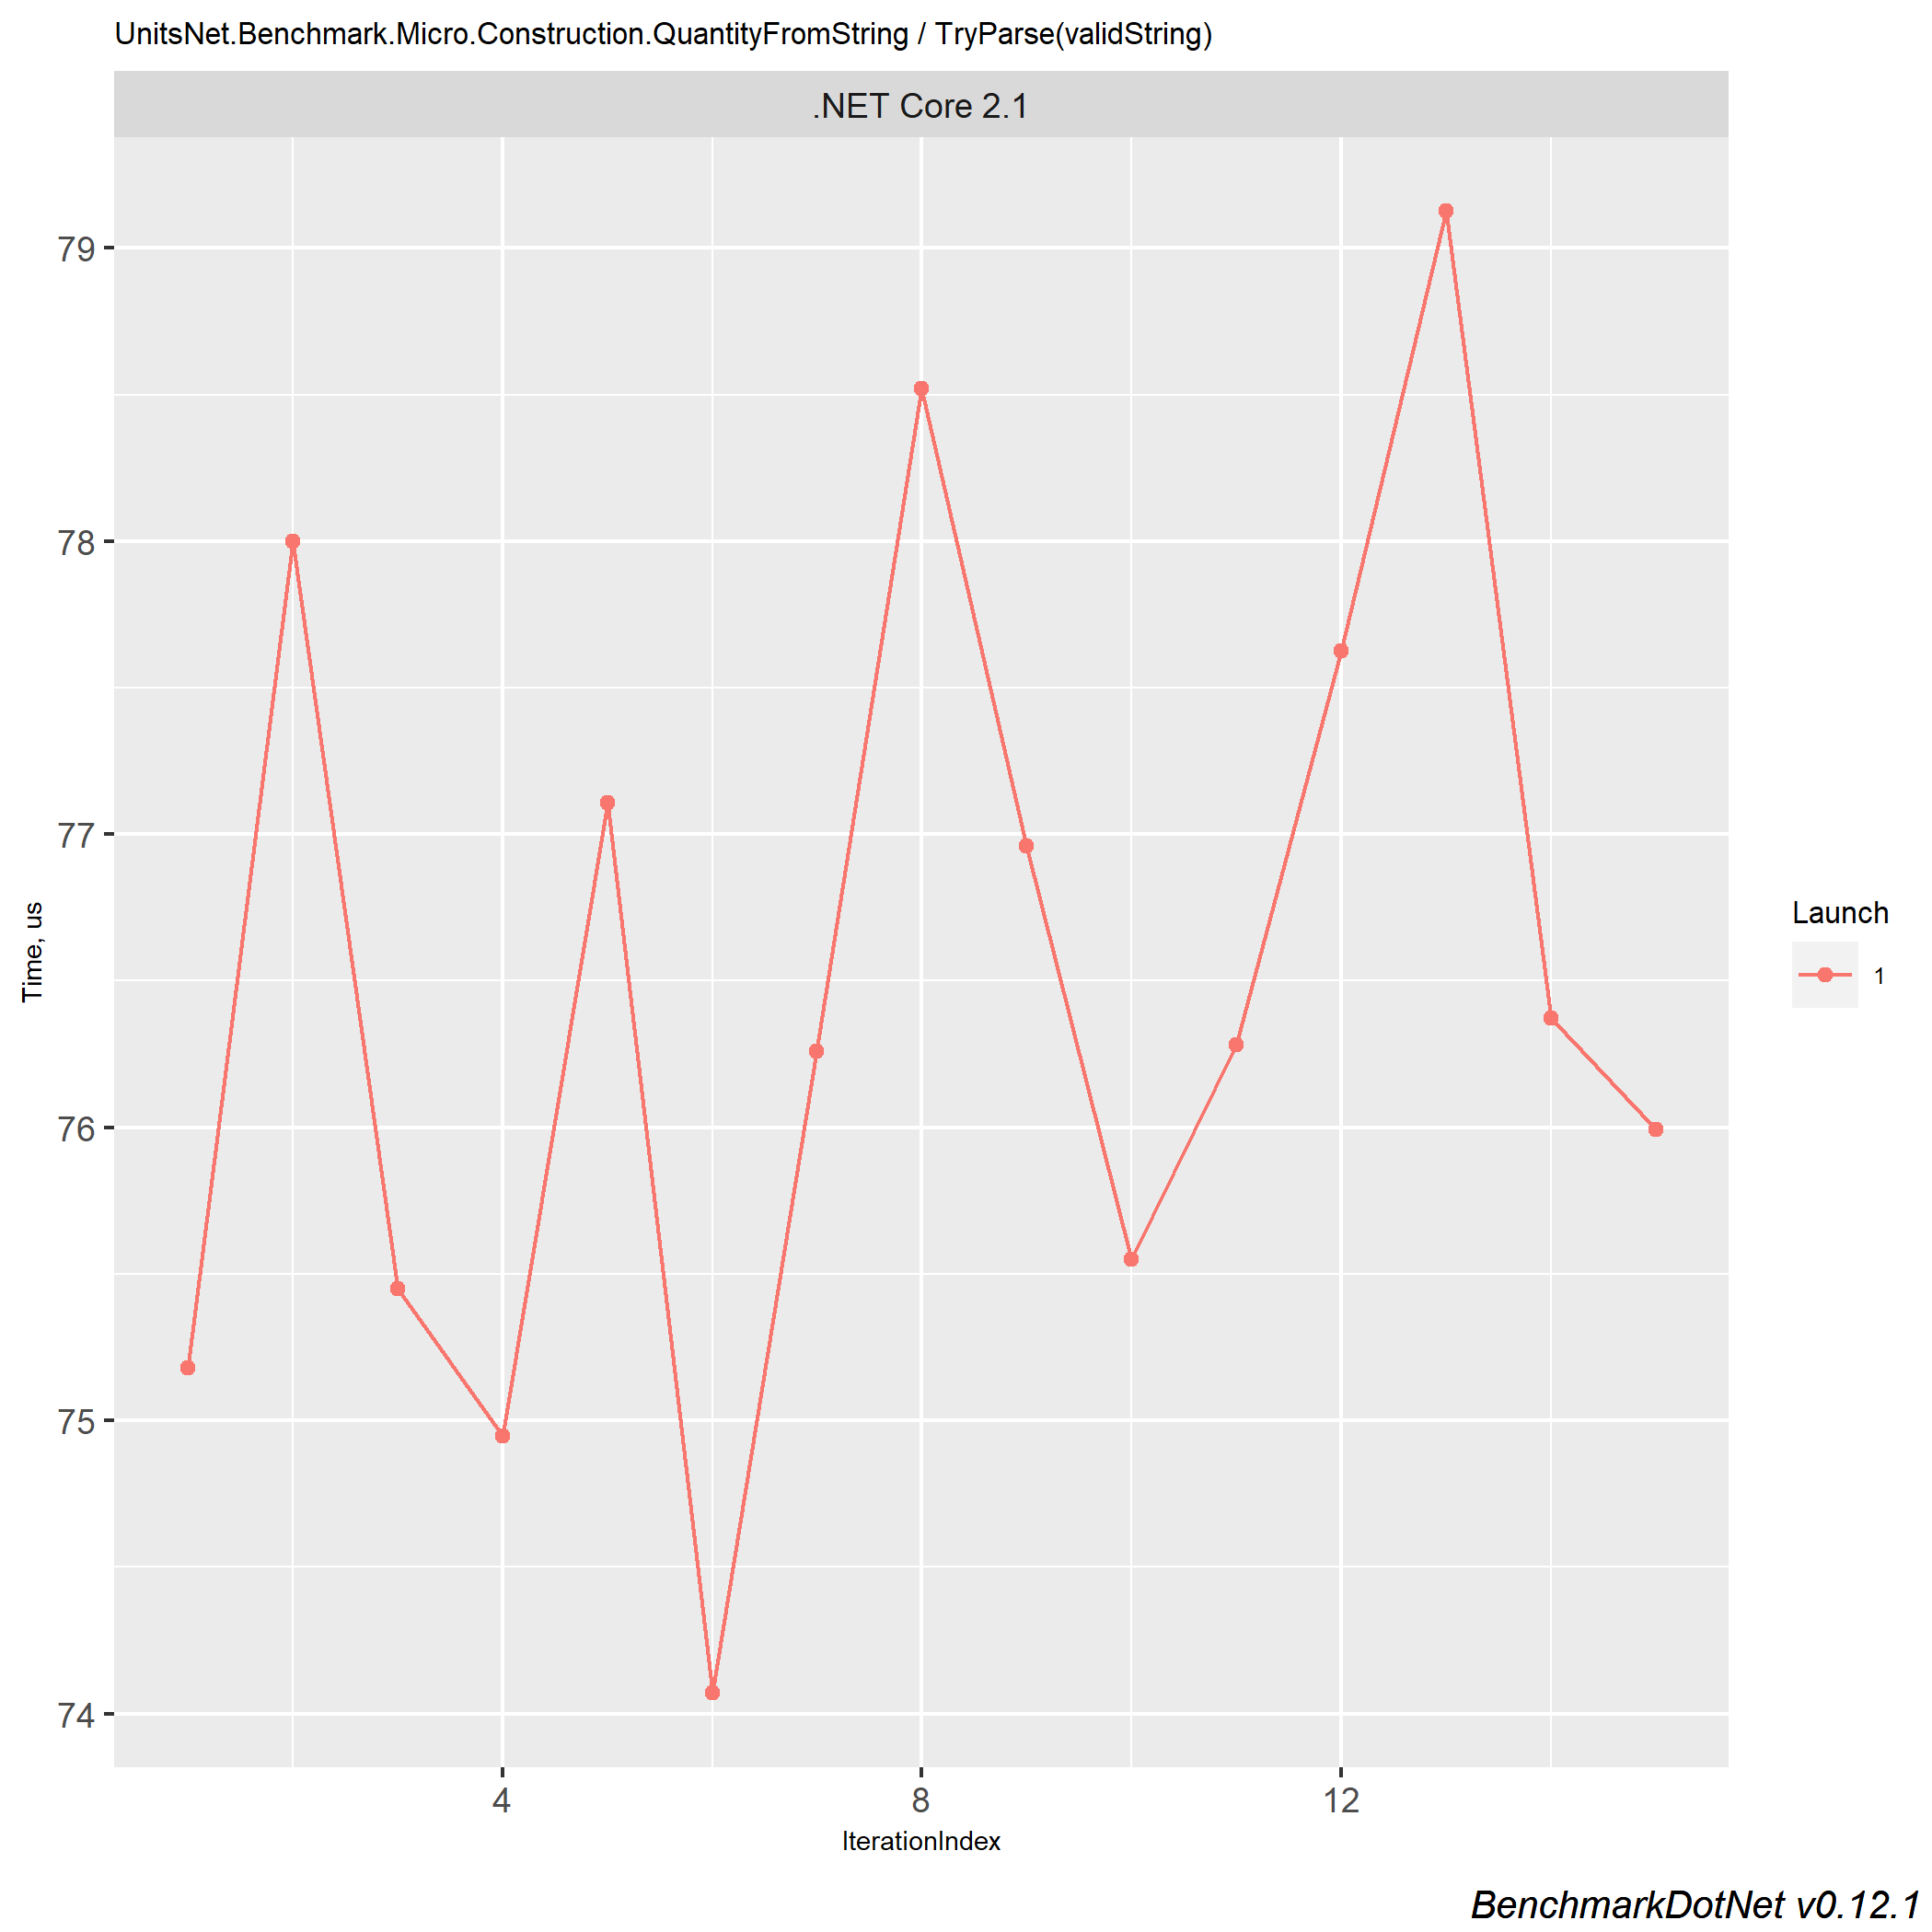 UnitsNet.Benchmark.Micro.Construction.QuantityFromString / TryParse(validString)
.NET Core 2.1
79
78
77
76
75
74
Time, us
4 8 12
IterationIndex
Launch
1
BenchmarkDotNet v0.12.1